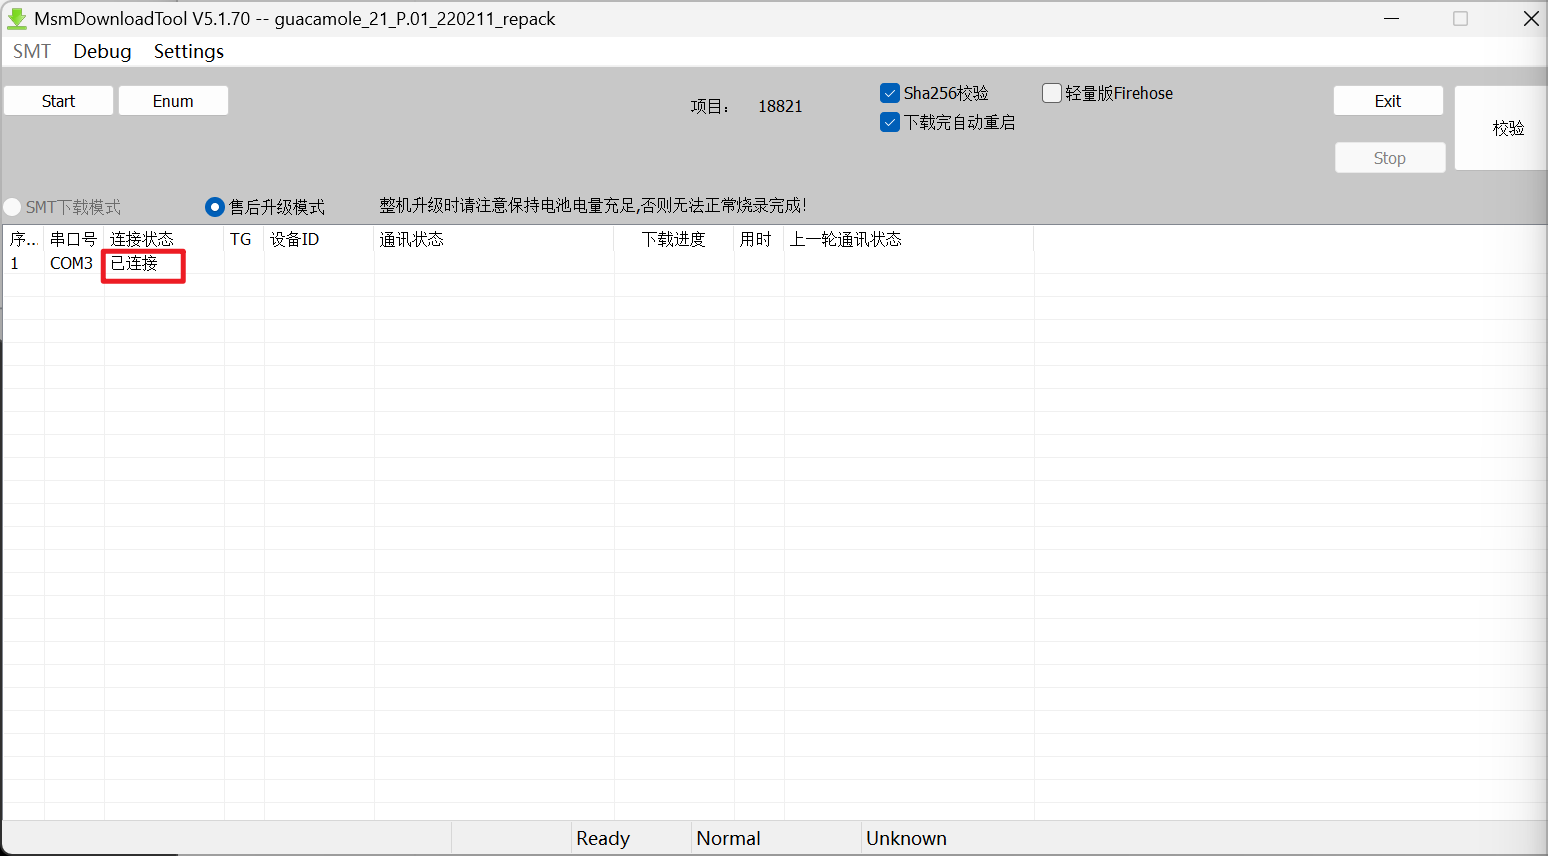 MsmDownloadTool V5.1.70 -- guacamole_21_P.01_220211_repack
SMT Debug Settings
Start Enum 项目: 18821 Sha256校验 轻量版Firehose Exit
下载完自动重启 校验
Stop
SMT下载模式 售后升级模式 整机升级时请注意保持电池电量充足,否则无法正常烧录完成!
序... 串口号 连接状态 TG 设备ID 通讯状态 下载进度 用时 上一轮通讯状态
1 COM3 已连接
Ready Normal Unknown